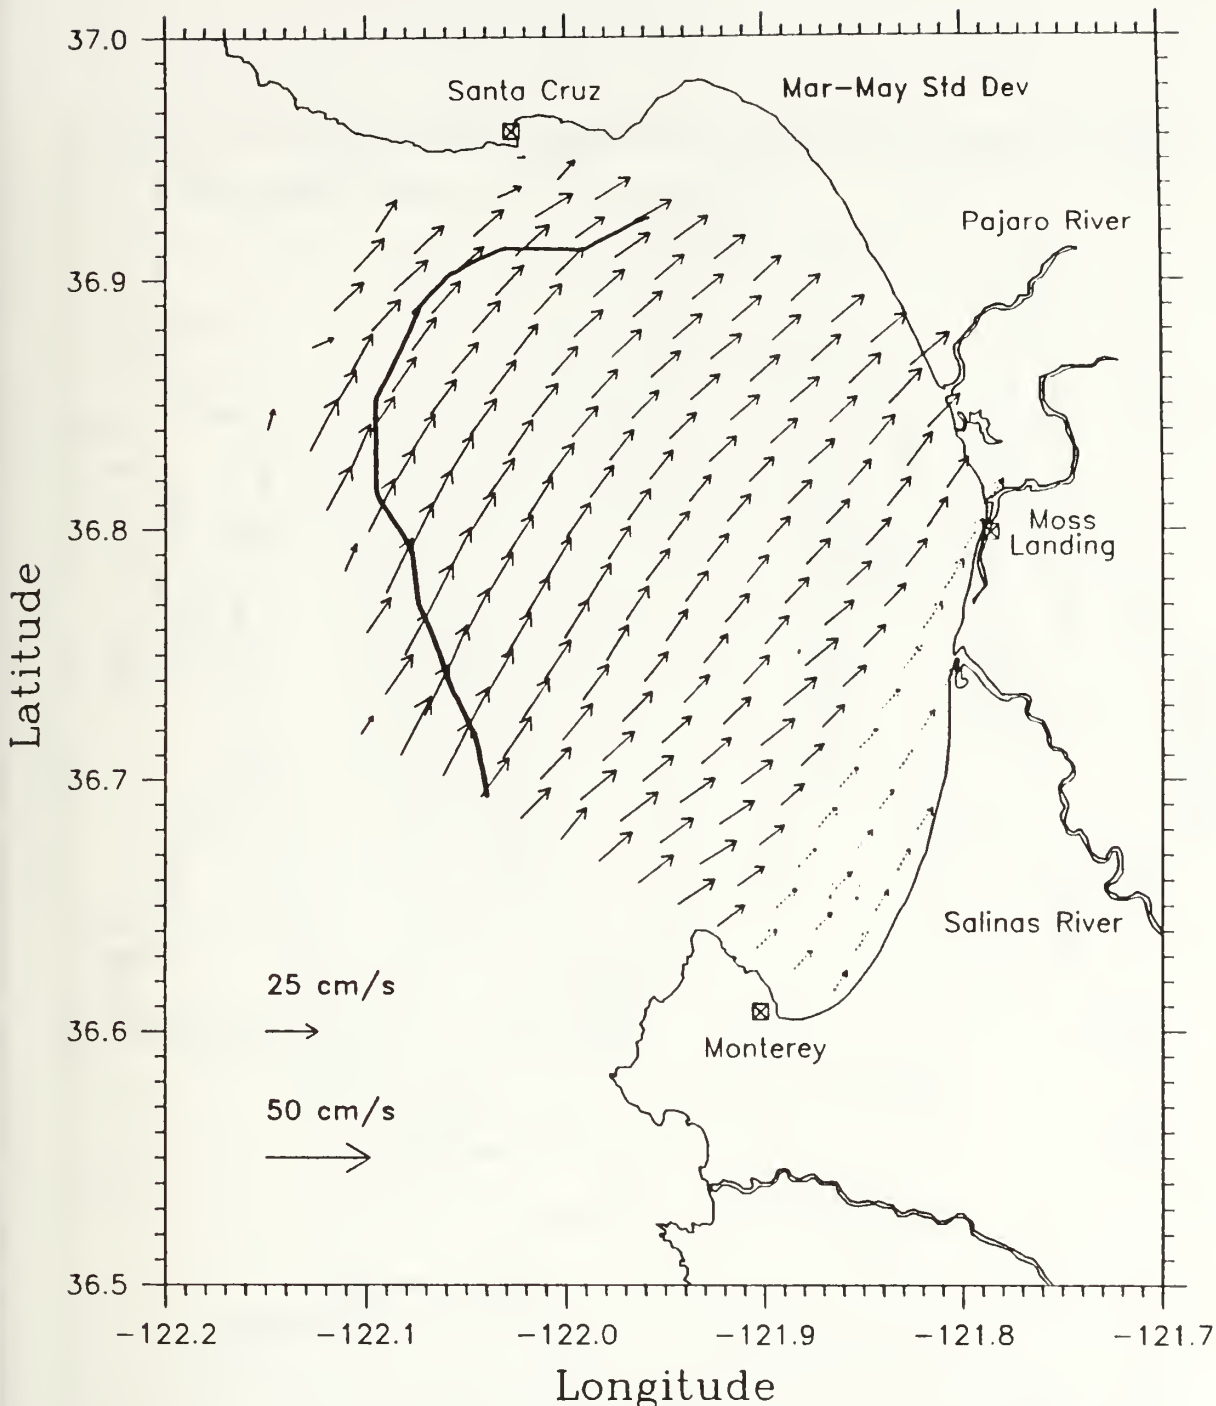 37.0
Santa Cruz
Mar-May Std Dev
Pajaro River
36.9
36.8
Moss
Landing
Latitude
36.7
Salinas River
25 cm/s
36.6
Monterey
50 cm/s
36.5
-122.2
-122.1
-122.0
-121.9
-121.8
-121.7
Longitude